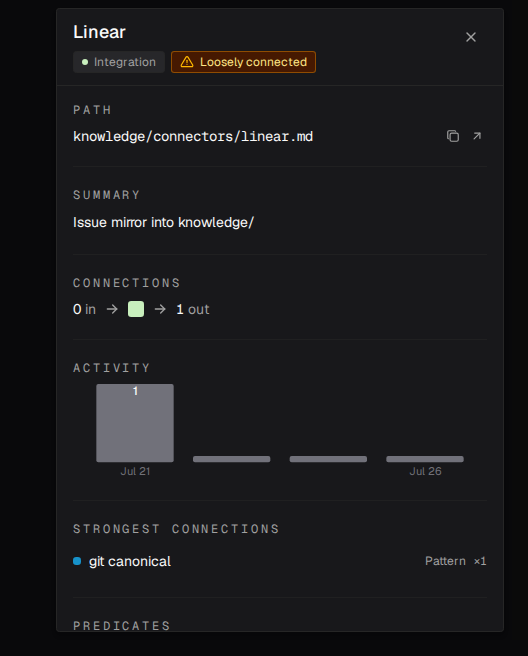 Linear
Integration
Loosely connected
PATH
knowledge/connectors/linear.md
SUMMARY
Issue mirror into knowledge/
CONNECTIONS
0 in → → 1 out
ACTIVITY
1
Jul 21 Jul 26
STRONGEST CONNECTIONS
git canonical Pattern ×1
PREDICATES